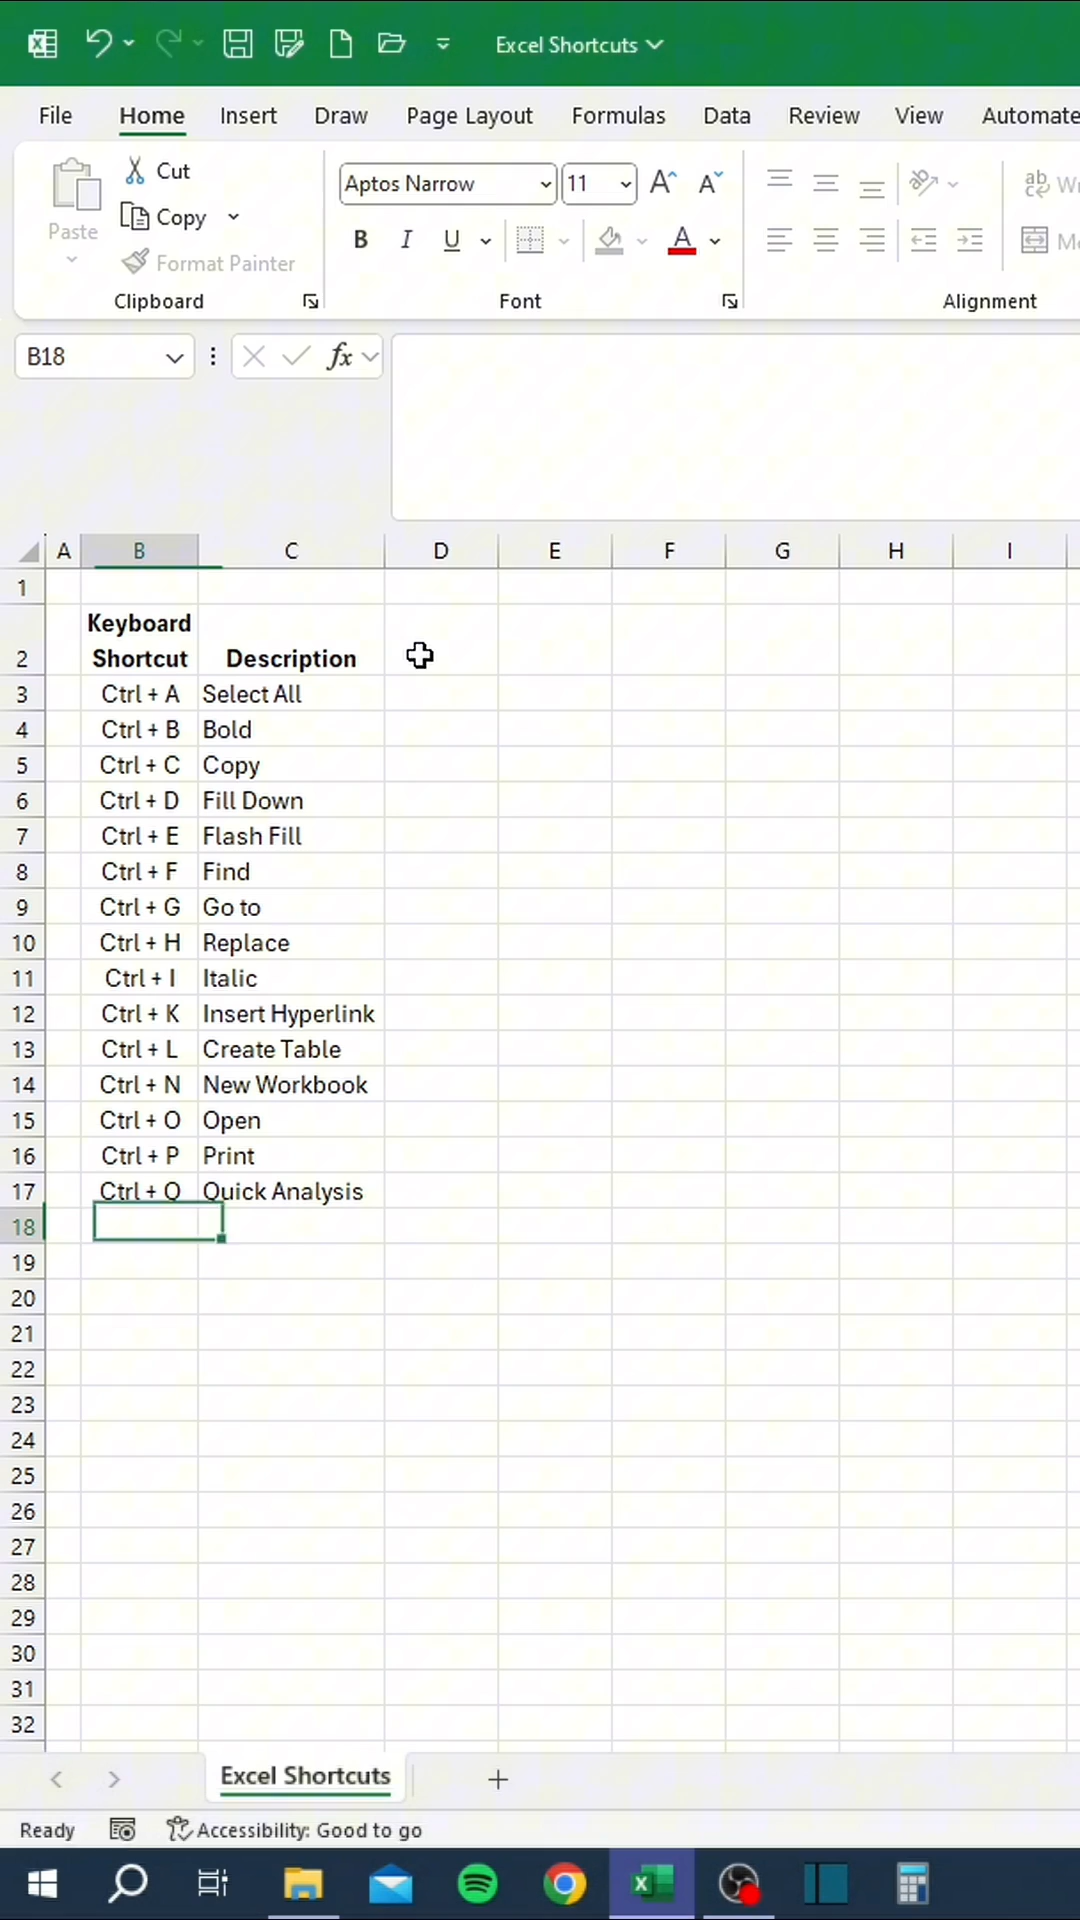 Excel Shortcuts
File Home Insert Draw Page Layout Formulas Data Review View Automate
Paste
Cut
Copy
Format Painter
Clipboard
Aptos Narrow 11
B I U A
Font
ab
Alignment
B18 fx
A B C D E F G H I
1
Keyboard
2 Shortcut Description
3 Ctrl + A Select All
4 Ctrl + B Bold
5 Ctrl + C Copy
6 Ctrl + D Fill Down
7 Ctrl + E Flash Fill
8 Ctrl + F Find
9 Ctrl + G Go to
10 Ctrl + H Replace
11 Ctrl + I Italic
12 Ctrl + K Insert Hyperlink
13 Ctrl + L Create Table
14 Ctrl + N New Workbook
15 Ctrl + O Open
16 Ctrl + P Print
17 Ctrl + Q Quick Analysis
18
19
20
21
22
23
24
25
26
27
28
29
30
31
32
Excel Shortcuts
Ready Accessibility: Good to go